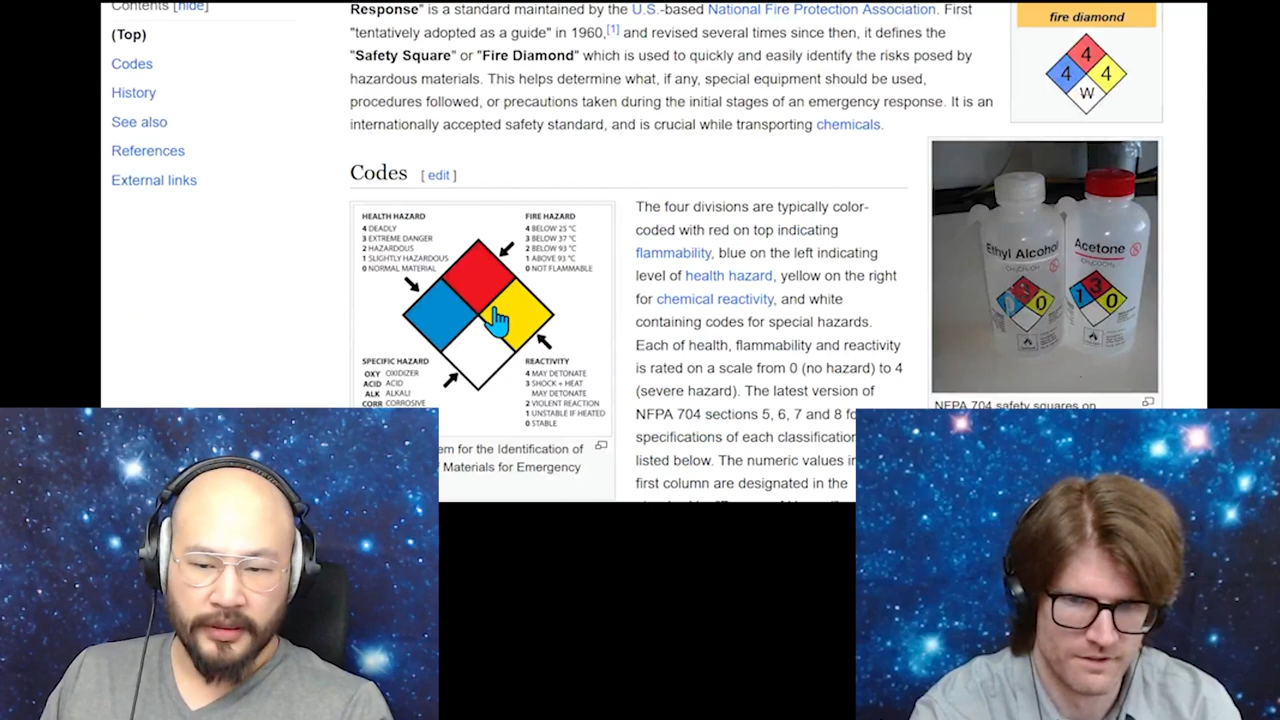 Contents [hide]
(Top)
Codes
History
See also
References
External links
Response" is a standard maintained by the U.S.-based National Fire Protection Association. First
"tentatively adopted as a guide" in 1960,[1] and revised several times since then, it defines the
"Safety Square" or "Fire Diamond" which is used to quickly and easily identify the risks posed by
hazardous materials. This helps determine what, if any, special equipment should be used,
procedures followed, or precautions taken during the initial stages of an emergency response. It is an
internationally accepted safety standard, and is crucial while transporting chemicals.
fire diamond
4
4 4
W
Codes [ edit ]
HEALTH HAZARD
4 DEADLY
3 EXTREME DANGER
2 HAZARDOUS
1 SLIGHTLY HAZARDOUS
0 NORMAL MATERIAL
FIRE HAZARD
4 BELOW 25 °C
3 BELOW 37 °C
2 BELOW 93 °C
1 ABOVE 93 °C
0 NOT FLAMMABLE
SPECIFIC HAZARD
OXY OXIDIZER
ACID ACID
ALK ALKALI
CORR CORROSIVE
REACTIVITY
4 MAY DETONATE
3 SHOCK + HEAT
MAY DETONATE
2 VIOLENT REACTION
1 UNSTABLE IF HEATED
0 STABLE
em for the Identification of
Materials for Emergency
The four divisions are typically color-
coded with red on top indicating
flammability, blue on the left indicating
level of health hazard, yellow on the right
for chemical reactivity, and white
containing codes for special hazards.
Each of health, flammability and reactivity
is rated on a scale from 0 (no hazard) to 4
(severe hazard). The latest version of
NFPA 704 sections 5, 6, 7 and 8 fo
specifications of each classification
listed below. The numeric values in
first column are designated in the
Ethyl Alcohol
0
Acetone
CH₃COCH₃
3
1 0
NFPA 704 safety squares on